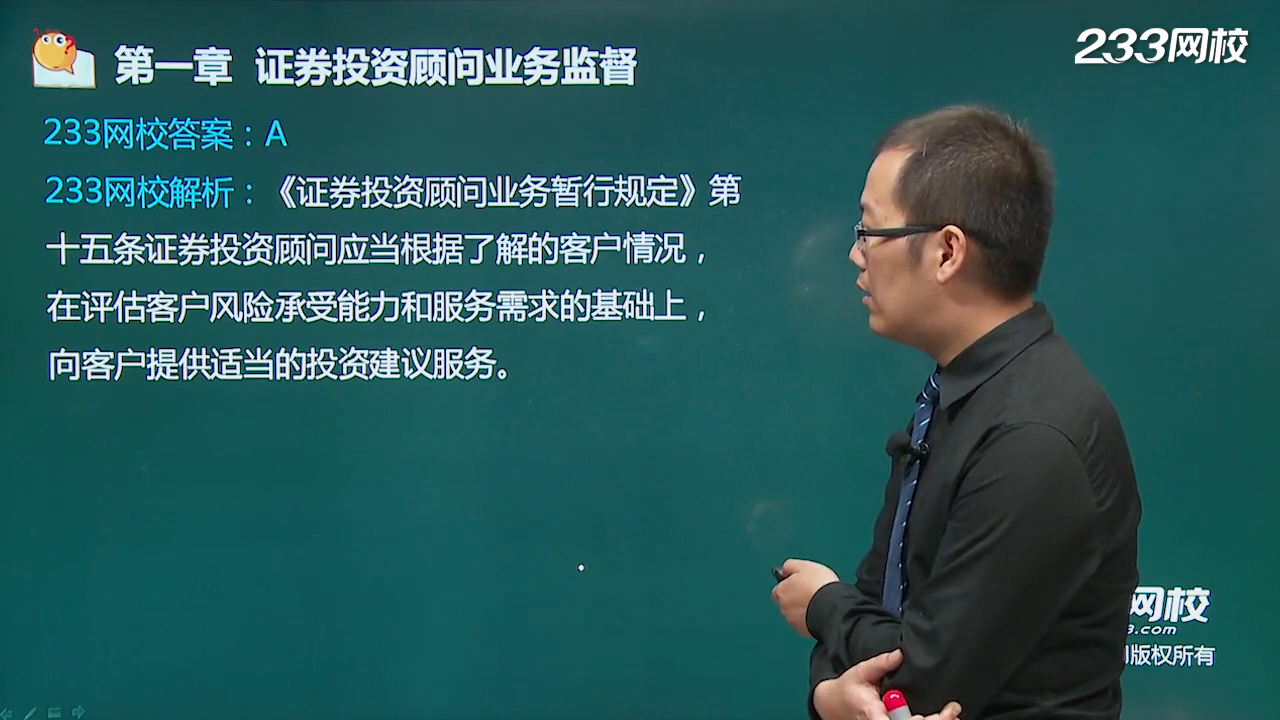 第一章 证券投资顾问业务监督
233网校
233网校答案：A
233网校解析：《证券投资顾问业务暂行规定》第
十五条证券投资顾问应当根据了解的客户情况，
在评估客户风险承受能力和服务需求的基础上，
向客户提供适当的投资建议服务。
网校
3.com
版权所有